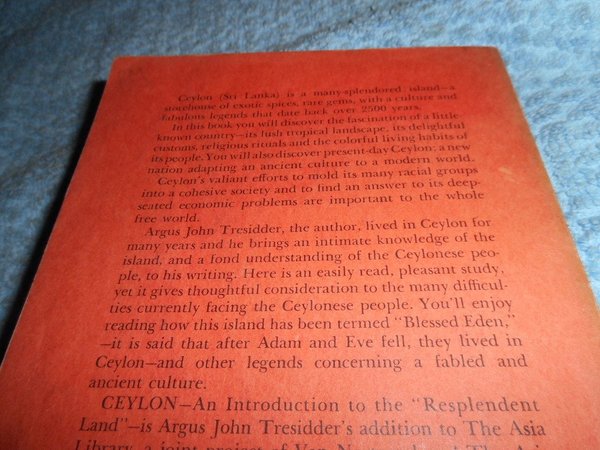 Ceylon (Sri Lanka) is a many-splendored island—a
storehouse of exotic spices, rare gems, with a culture and
fabulous legends that date back over 2500 years.
In this book you will discover the fascination of a little-
known country—its lush tropical landscape, its delightful
customs, religious rituals and the colorful living habits of
its people. You will also discover present-day Ceylon; a new
nation adapting an ancient culture to a modern world.
Ceylon's valiant efforts to mold its many racial groups
into a cohesive society and to find an answer to its deep-
seated economic problems are important to the whole
free world.
Argus John Tresidder, the author, lived in Ceylon for
many years and he brings an intimate knowledge of the
island, and a fond understanding of the Ceylonese peo-
ple, to his writing. Here is an easily read, pleasant study,
yet it gives thoughtful consideration to the many difficul-
ties currently facing the Ceylonese people. You'll enjoy
reading how this island has been termed "Blessed Eden,"
—it is said that after Adam and Eve fell, they lived in
Ceylon—and other legends concerning a fabled and
ancient culture.
CEYLON—An Introduction to the "Resplendent
Land"—is Argus John Tresidder's addition to The Asia
Library, a joint project of Van